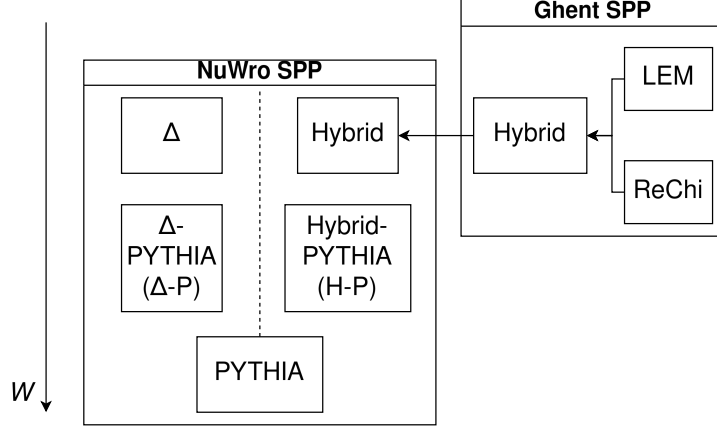 Ghent SPP
NuWro SPP
LEM
Δ
Hybrid
Hybrid
ReChi
Δ-
PYTHIA
(Δ-P)
Hybrid-
PYTHIA
(H-P)
PYTHIA
W